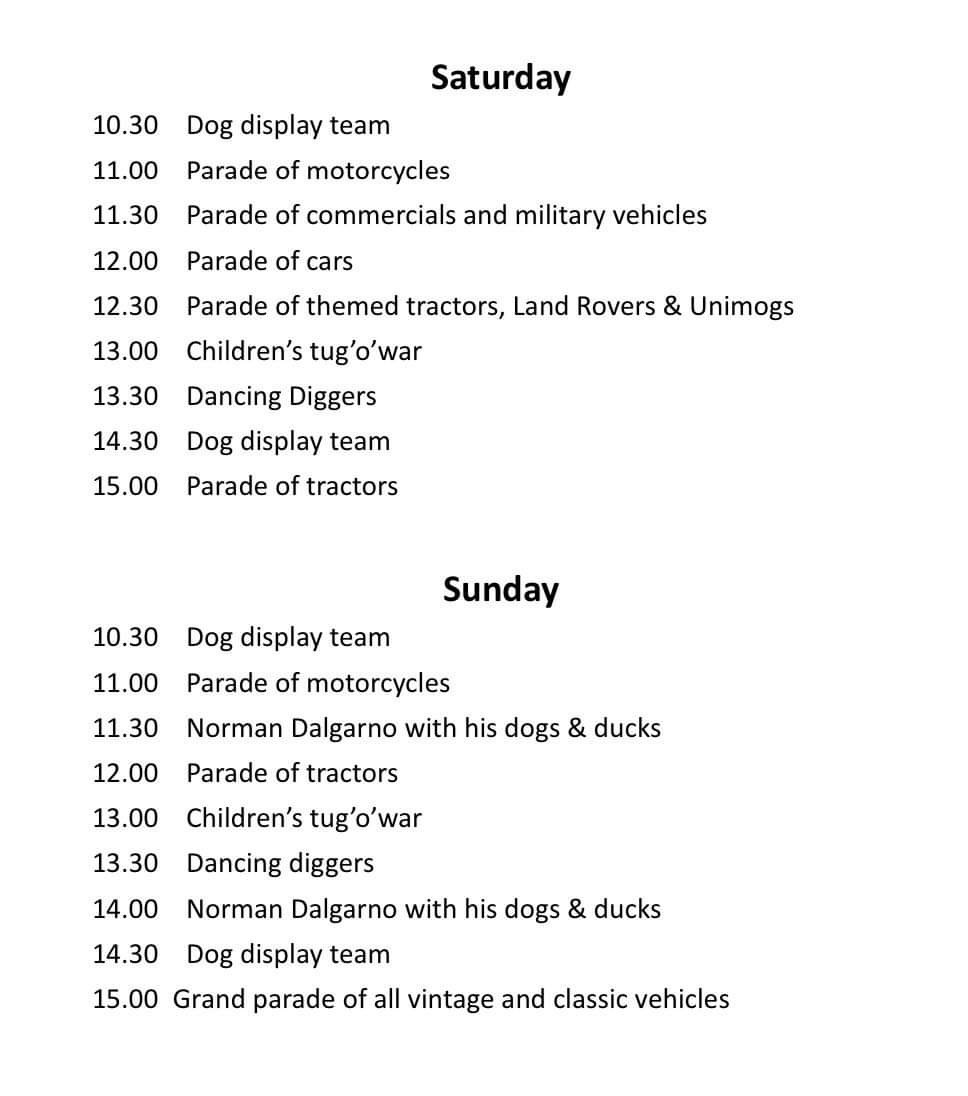 Saturday
10.30 Dog display team
11.00 Parade of motorcycles
11.30 Parade of commercials and military vehicles
12.00 Parade of cars
12.30 Parade of themed tractors, Land Rovers & Unimogs
13.00 Children’s tug’o’war
13.30 Dancing Diggers
14.30 Dog display team
15.00 Parade of tractors
Sunday
10.30 Dog display team
11.00 Parade of motorcycles
11.30 Norman Dalgarno with his dogs & ducks
12.00 Parade of tractors
13.00 Children’s tug’o’war
13.30 Dancing diggers
14.00 Norman Dalgarno with his dogs & ducks
14.30 Dog display team
15.00 Grand parade of all vintage and classic vehicles